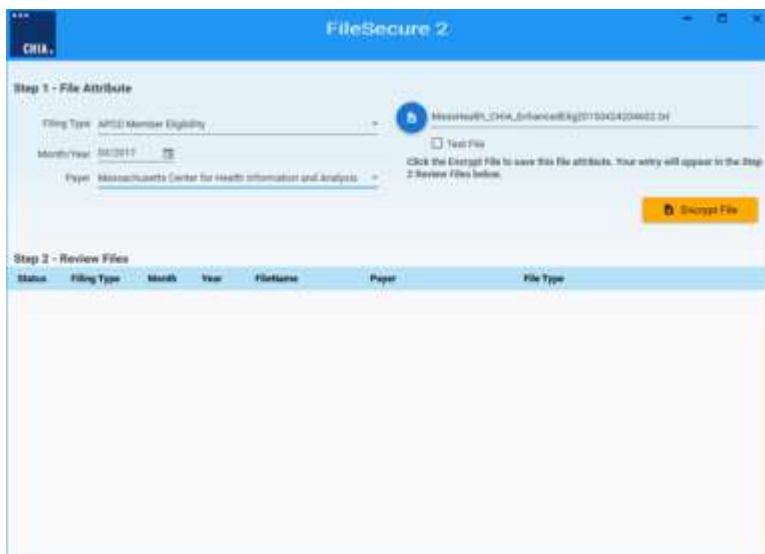 CHIA.
FileSecure 2
Step 1 - File Attribute
Filing Type APCD Member Eligibility
Month/Year 04/2017
Payer Massachusetts Center for Health Information and Analysis
Test File
Click the Encrypt File to save this file attribute. Your entry will appear in the Step
2 Review Files below.
Encrypt File
Step 2 - Review Files
Status Filing Type Month Year FileName Payer File Type